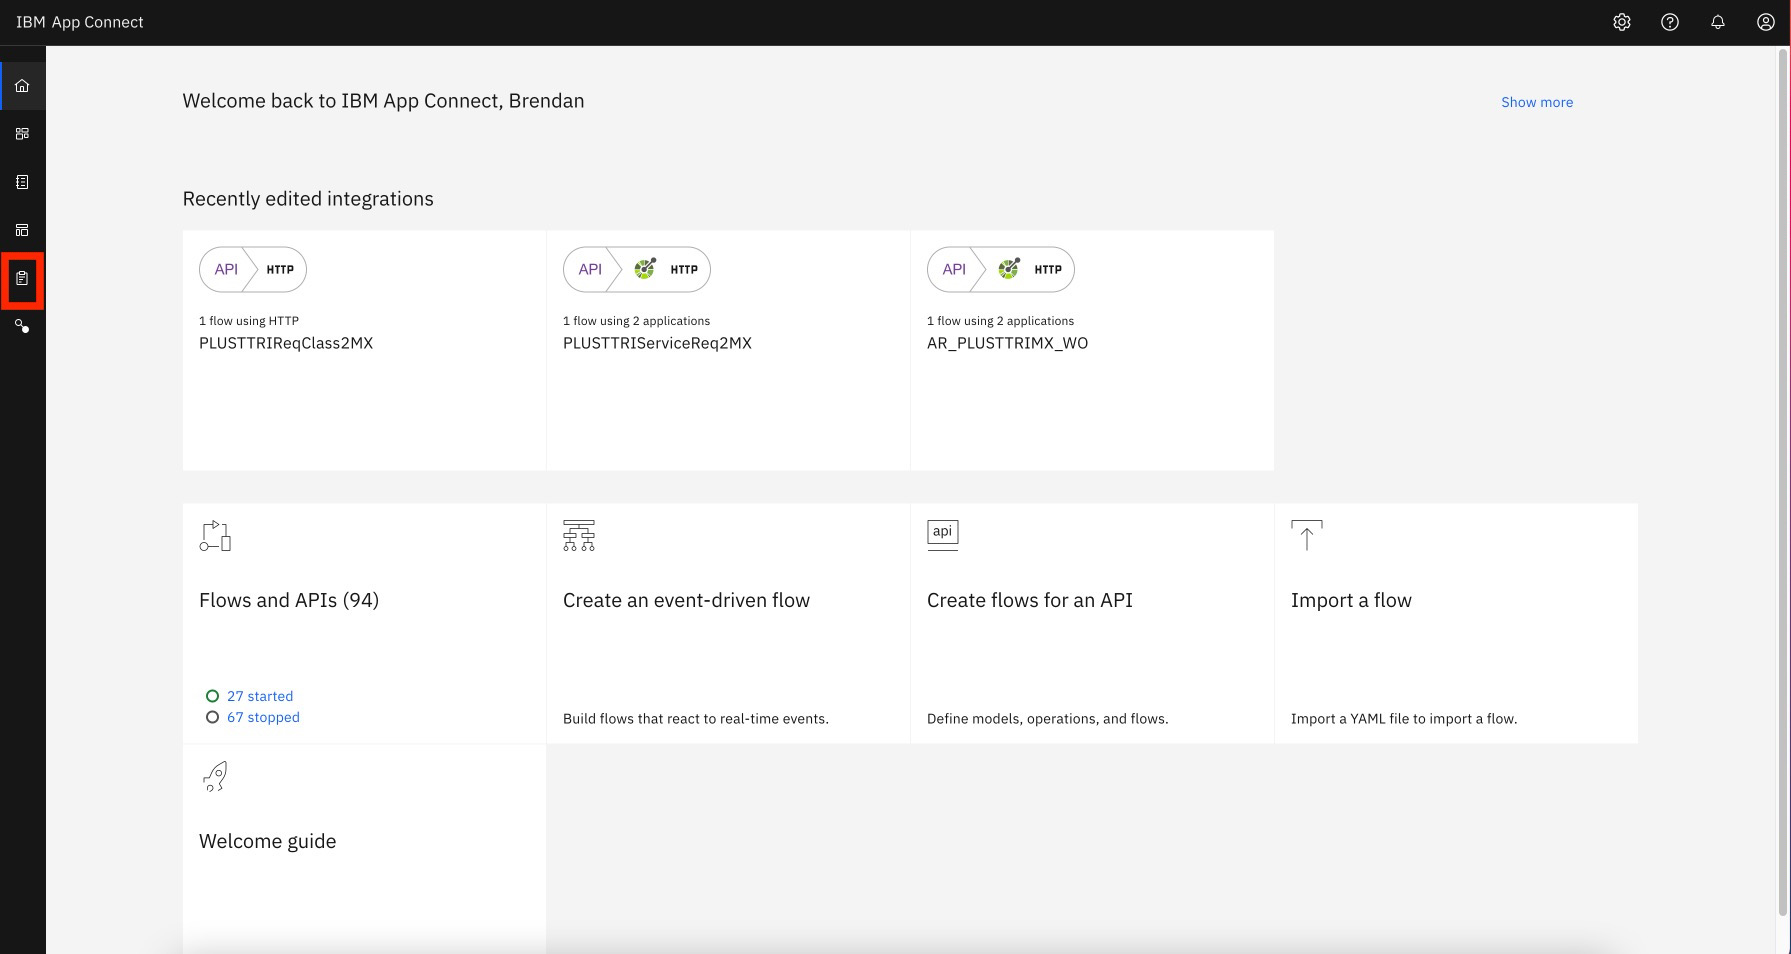 IBM App Connect
Welcome back to IBM App Connect, Brendan
Show more
Recently edited integrations
API HTTP
1 flow using HTTP
PLUSTTRIReqClass2MX
API HTTP
1 flow using 2 applications
PLUSTTRIServiceReq2MX
API HTTP
1 flow using 2 applications
AR_PLUSTTRIMX_WO
Flows and APIs (94)
27 started
67 stopped
Create an event-driven flow
Build flows that react to real-time events.
api
Create flows for an API
Define models, operations, and flows.
Import a flow
Import a YAML file to import a flow.
Welcome guide